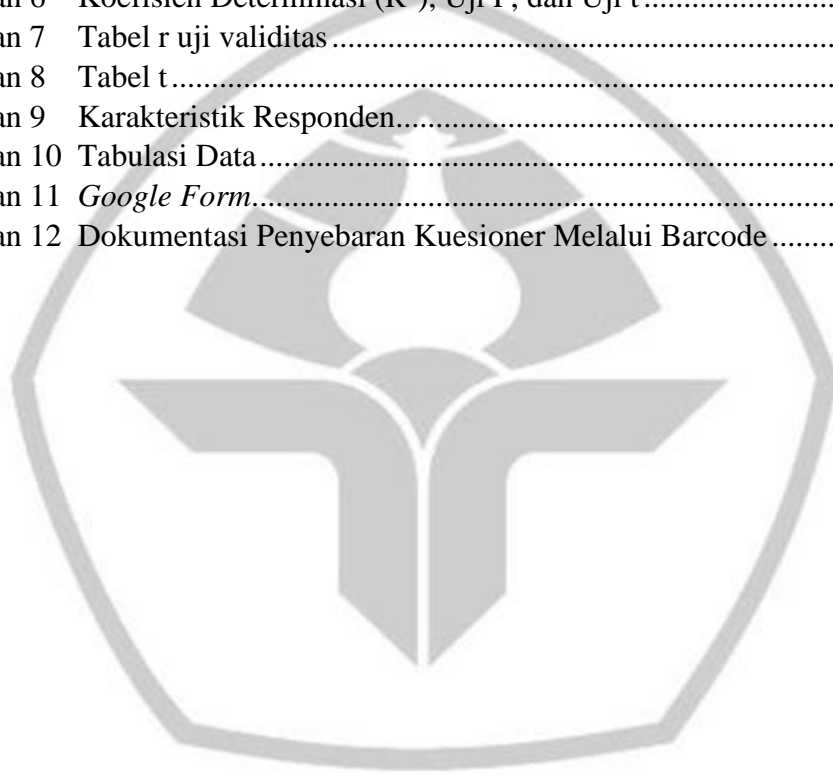 an 6 Koefisien Determinasi (R²), Uji F, dan Uji t........................
an 7 Tabel r uji validitas........................
an 8 Tabel t........................
an 9 Karakteristik Responden........................
an 10 Tabulasi Data........................
an 11 Google Form........................
an 12 Dokumentasi Penyebaran Kuesioner Melalui Barcode........